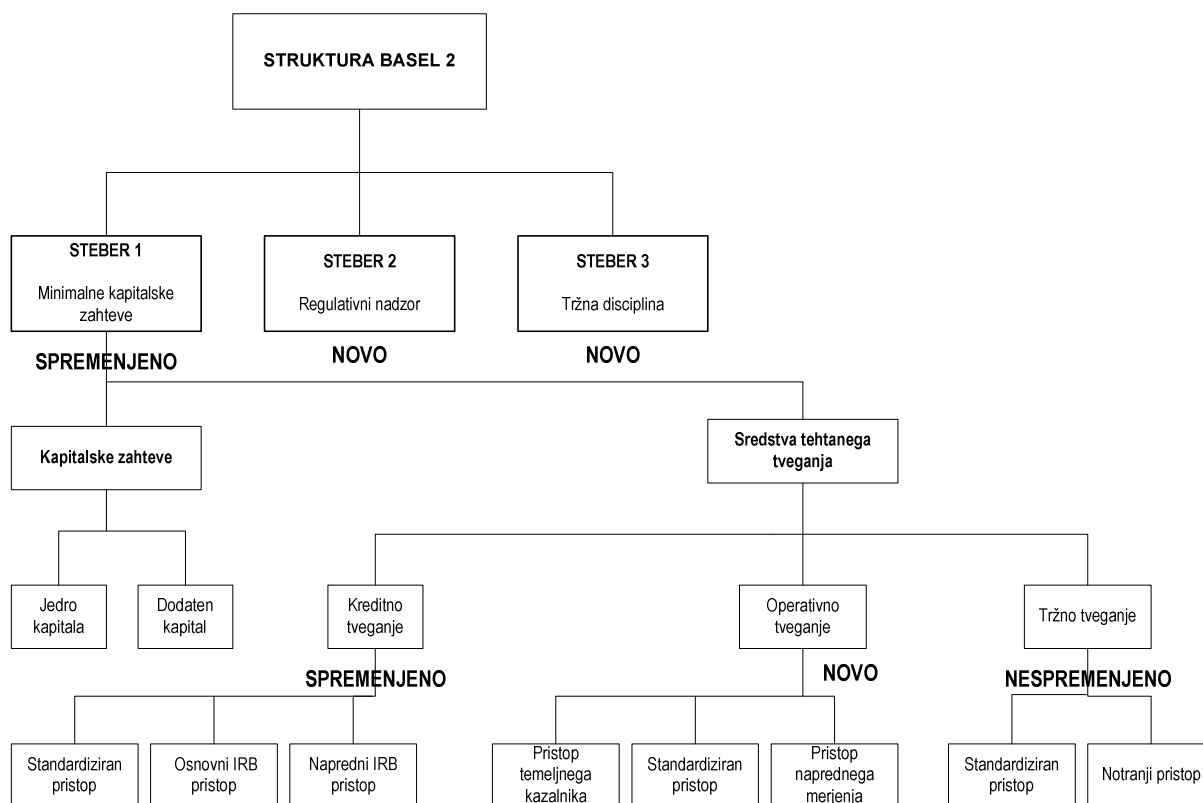 STRUKTURA BASEL 2
STEBER 1
Minimalne kapitalske
zahteve
STEBER 2
Regulativni nadzor
STEBER 3
Tržna disciplina
SPREMENJENO
NOVO
NOVO
Kapitalske zahteve
Sredstva tehtanega
tveganja
Jedro
kapitala
Dodaten
kapital
Kreditno
tveganje
Operativno
tveganje
Tržno tveganje
SPREMENJENO
NOVO
NESPREMENJENO
Standardiziran
pristop
Osnovni IRB
pristop
Napredni IRB
pristop
Pristop
temeljnega
kazalnika
Standardiziran
pristop
Pristop
naprednega
merjenja
Standardiziran
pristop
Notranji pristop